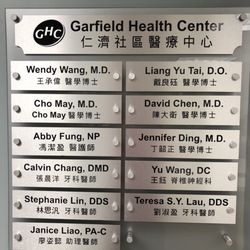 GHC
Garfield Health Center
仁濟社區醫療中心
Wendy Wang, M.D.
王承偉 醫學博士
Liang Yu Tai, D.O.
戴良鈺 醫學博士
Cho May, M.D.
Cho May 醫學博士
David Chen, M.D.
陳大衛 醫學博士
Abby Fung, NP
馮潔盈 醫護師
Jennifer Ding, M.D.
丁韶正 醫學博士
Calvin Chang, DMD
張晨洋 牙科醫師
Yu Wang, DC
王鈺 脊椎神經科
Stephanie Lin, DDS
林思汎 牙科醫師
Teresa S.Y. Lau, DDS
劉淑盈 牙科醫師
Janice Liao, PA-C
廖姿懿 助理醫師